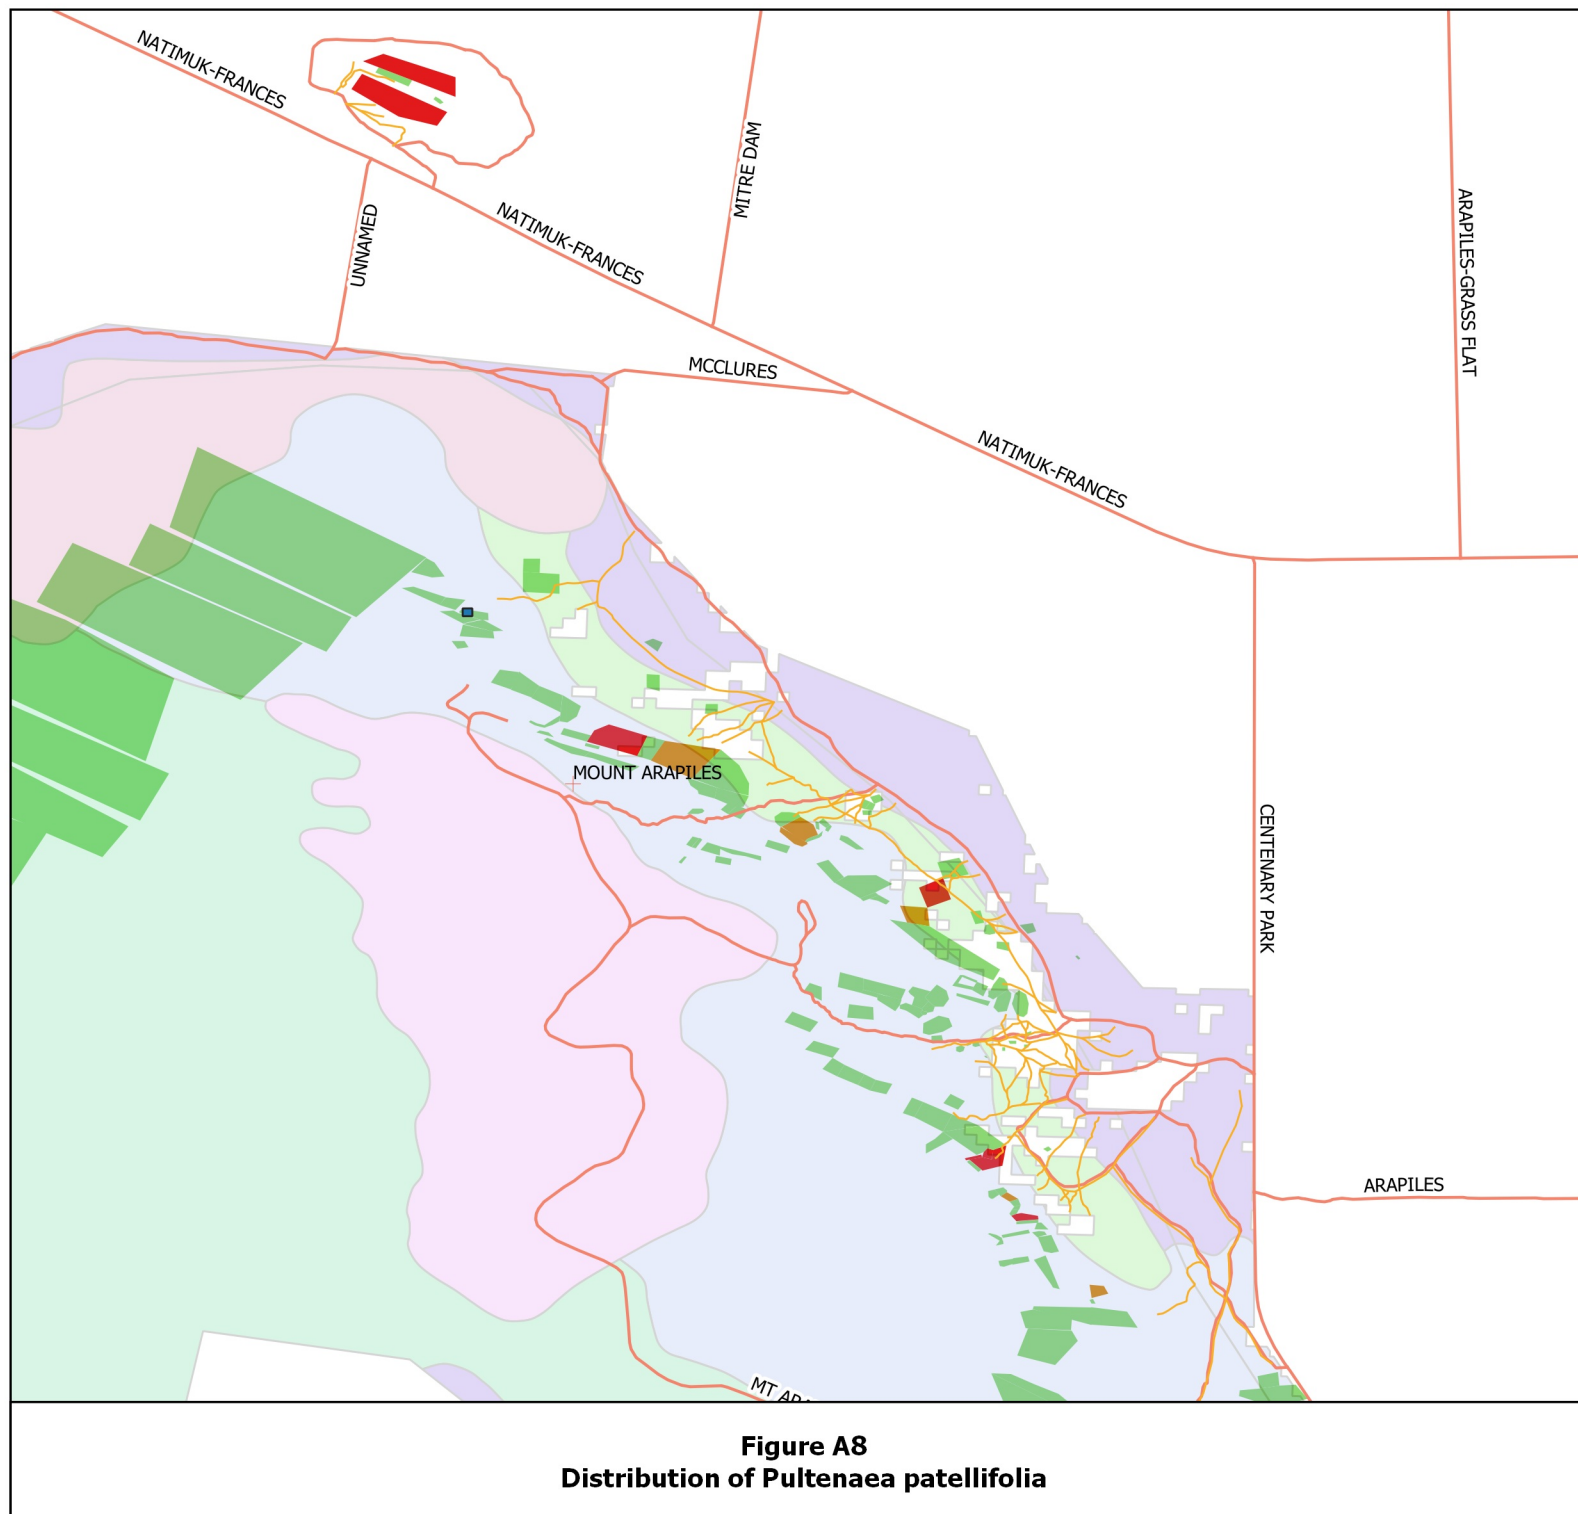 NATIMUK-FRANCES
MITRE DAM
ARAPILES-GRASS FLAT
UNNAMED
NATIMUK-FRANCES
MCCLURES
NATIMUK-FRANCES
MOUNT ARAPILES
CENTENARY PARK
ARAPILES
MT
Figure A8
Distribution of Pultenaea patellifolia